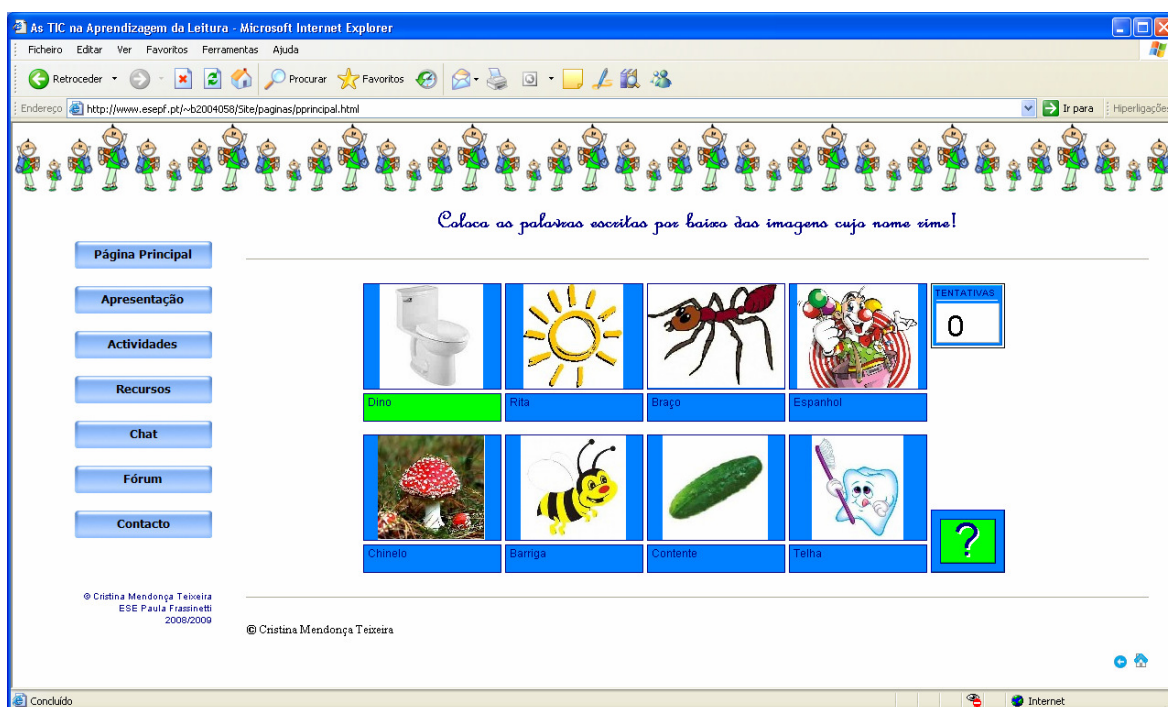 As TIC na Aprendizagem da Leitura - Microsoft Internet Explorer
Ficheiro Editar Ver Favoritos Ferramentas Ajuda
Retroceder Procurar Favoritos
Endereço http://www.esepf.pt/~b2004058/Site/paginas/pprincipal.html Ir para Hiperligações
Coloca as palavras escritas por baixo das imagens cujo nome rime!
Página Principal
Apresentação
Actividades
Recursos
Chat
Fórum
Contacto
TENTATIVAS
0
Dino Rita Braço Espanhol
Chinelo Barriga Contente Telha
?
© Cristina Mendonça Teixeira
ESE Paula Frassinetti
2008/2009
© Cristina Mendonça Teixeira
Concluído Internet